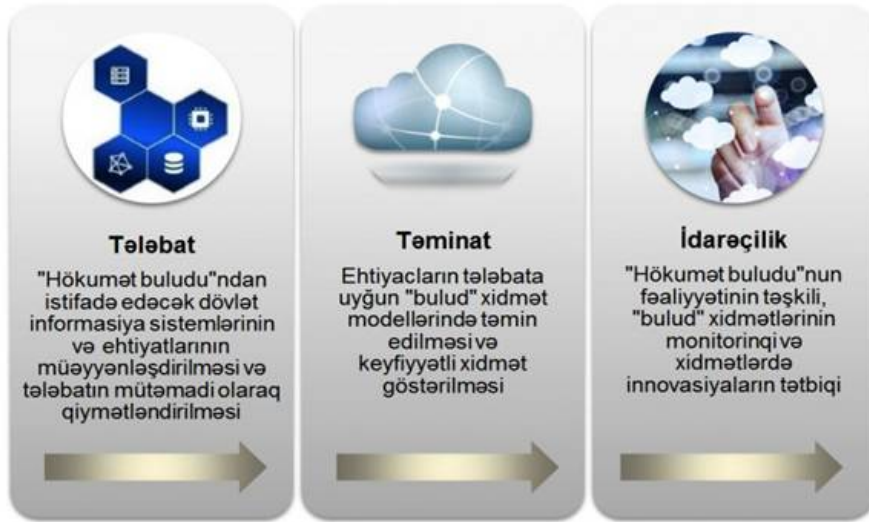 Tələbat
"Hökumət buludu"ndan
istifadə edəcək dövlət
informasiya sistemlərinin
və ehtiyatlarının
müəyyənləşdirilməsi və
tələbatın mütəmadi olaraq
qiymətləndirilməsi
Təminat
Ehtiyacların tələbata
uyğun "bulud" xidmət
modellərində təmin
edilməsi və
keyfiyyətli xidmət
göstərilməsi
İdarəçilik
"Hökumət buludu"nun
fəaliyyətinin təşkili,
"bulud" xidmətlərinin
monitorinqi və
xidmətlərdə
innovasiyaların tətbiqi